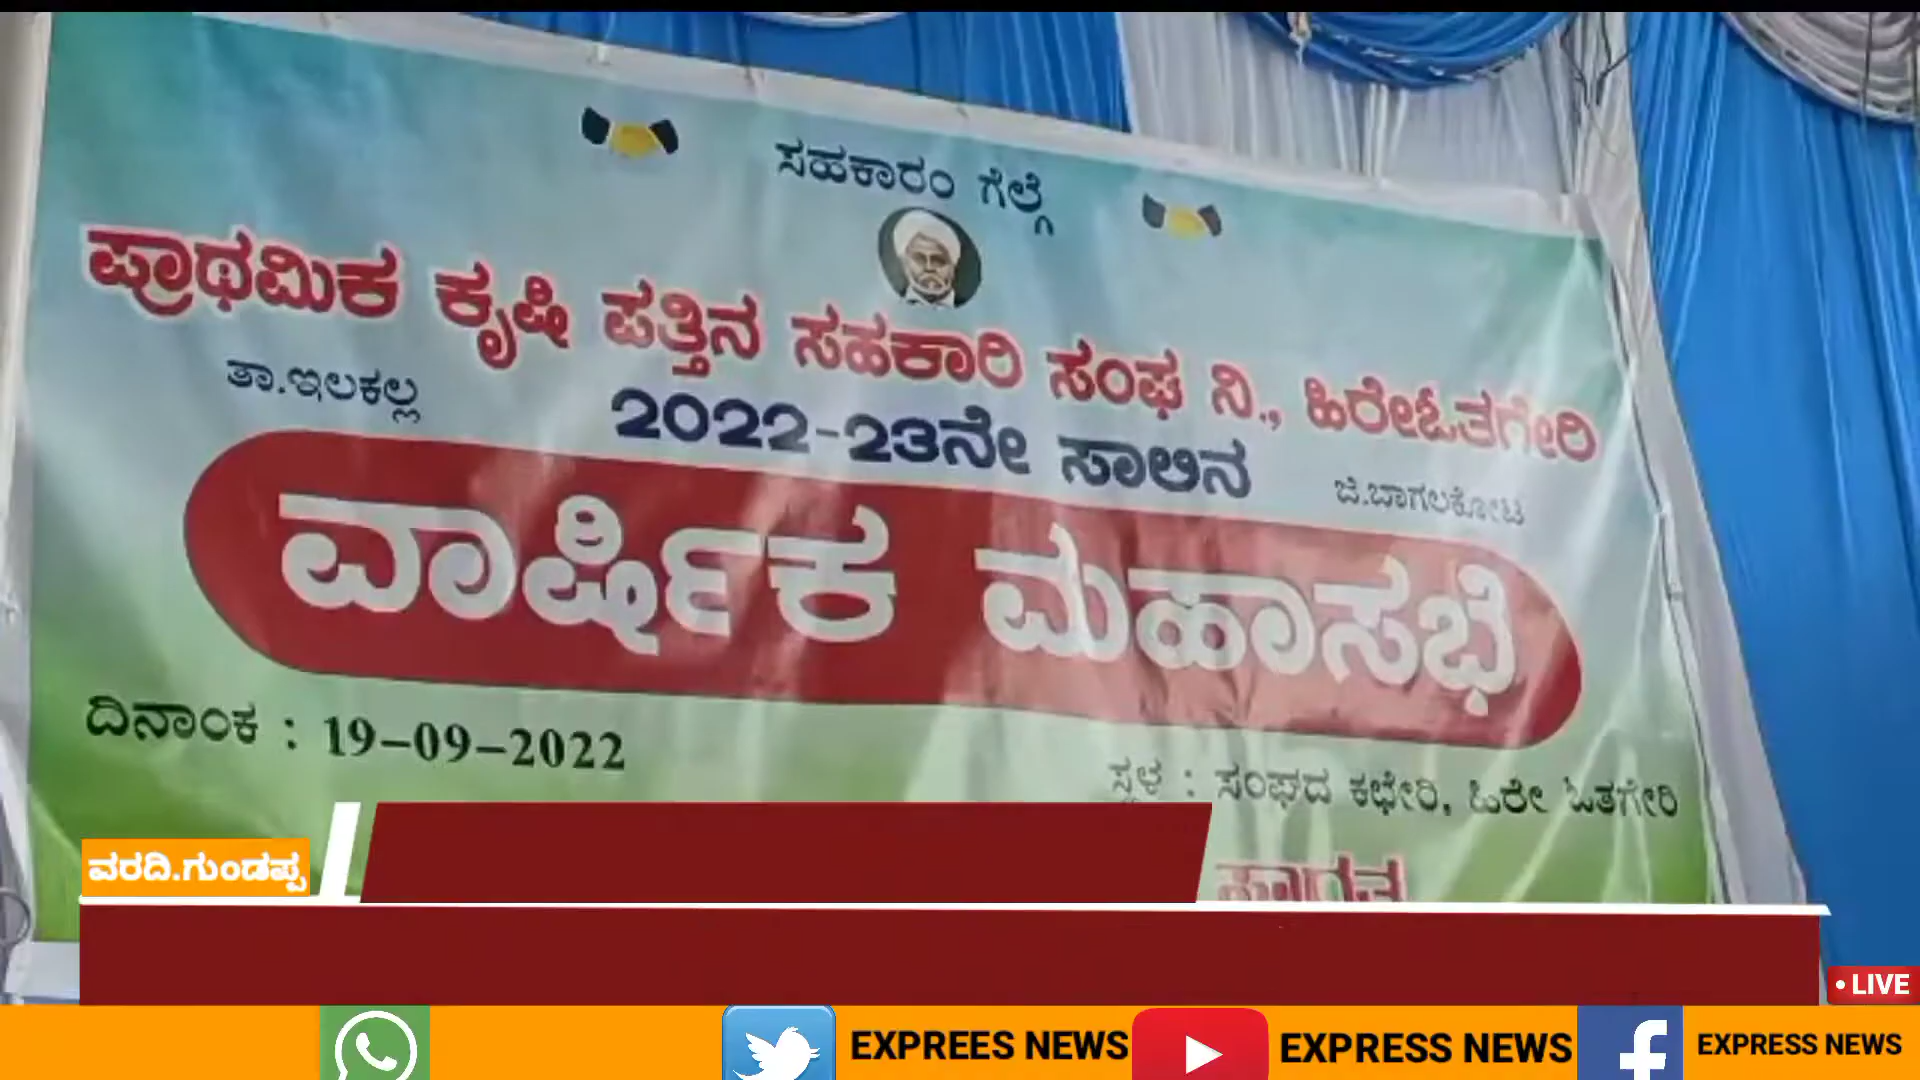 ಸಹಕಾರಂ ಗೆಲ್ಗೆ
ಪ್ರಾಥಮಿಕ ಕೃಷಿ ಪತ್ತಿನ ಸಹಕಾರಿ ಸಂಘ ನಿ., ಹಿರೇಓತಗೇರಿ
ತಾ.ಇಲಕಲ್ಲ
2022-23ನೇ ಸಾಲಿನ
ಜಿ.ಬಾಗಲಕೋಟ
ವಾರ್ಷಿಕ ಮಹಾಸಭೆ
ದಿನಾಂಕ : 19-09-2022
ಸ್ಥಳ : ಸಂಘದ ಕಛೇರಿ, ಹಿರೇ ಓತಗೇರಿ
ವರದಿ.ಗುಂಡಪ್ಪ
• LIVE
EXPREES NEWS
EXPRESS NEWS
EXPRESS NEWS